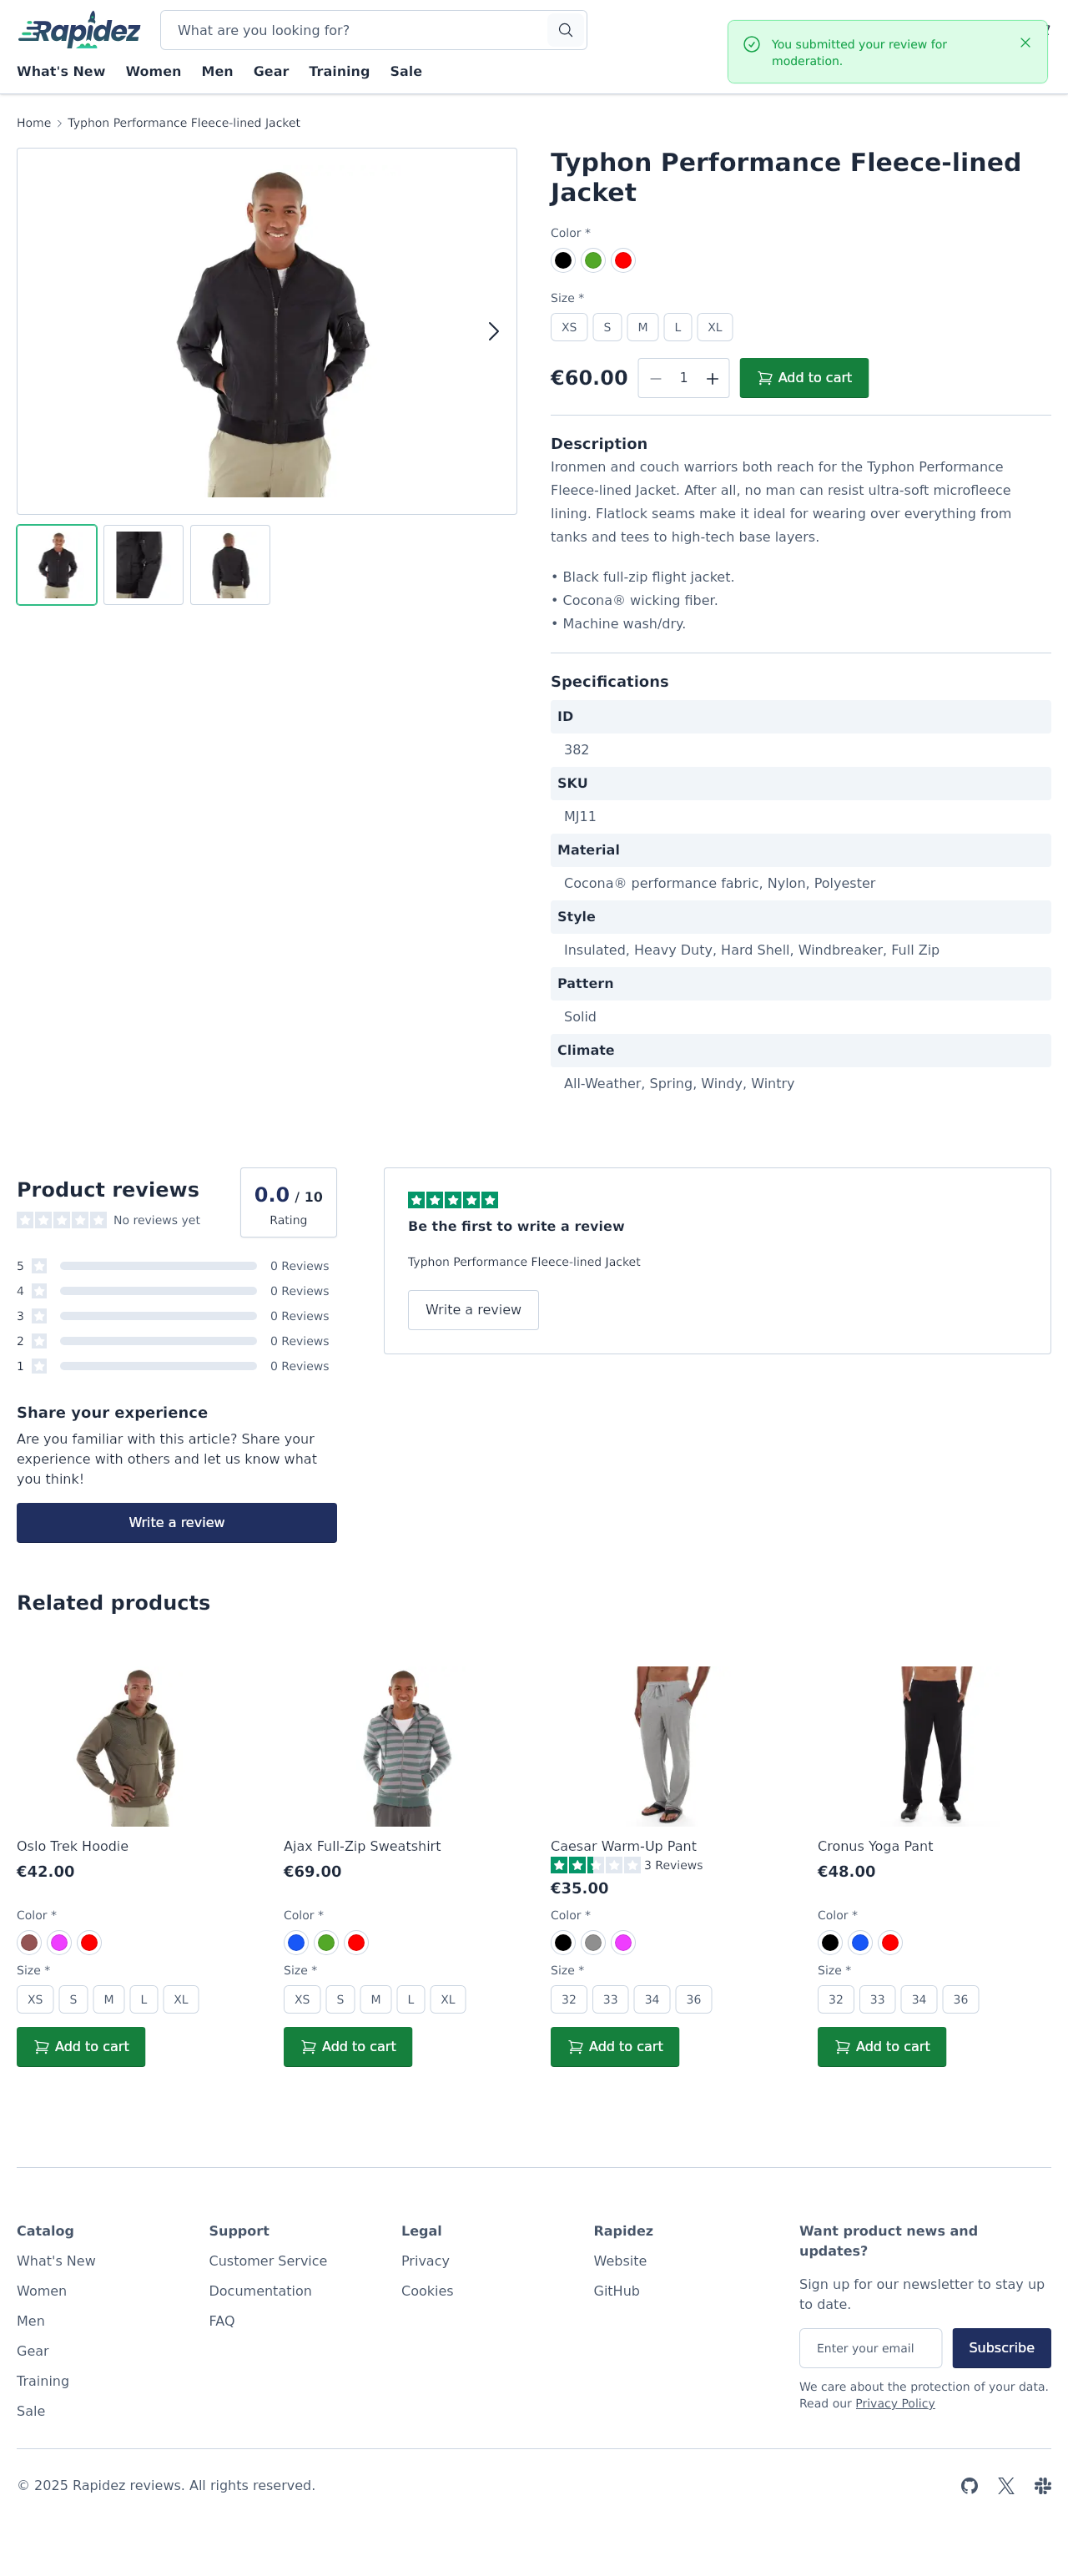 Rapidez
What are you looking for?
You submitted your review for
moderation.
What's New Women Men Gear Training Sale
Home Typhon Performance Fleece-lined Jacket
Typhon Performance Fleece-lined
Jacket
Color *
Size *
XS S M L XL
€60.00 1 Add to cart
Description
Ironmen and couch warriors both reach for the Typhon Performance
Fleece-lined Jacket. After all, no man can resist ultra-soft microfleece
lining. Flatlock seams make it ideal for wearing over everything from
tanks and tees to high-tech base layers.
• Black full-zip flight jacket.
• Cocona® wicking fiber.
• Machine wash/dry.
Specifications
ID
382
SKU
MJ11
Material
Cocona® performance fabric, Nylon, Polyester
Style
Insulated, Heavy Duty, Hard Shell, Windbreaker, Full Zip
Pattern
Solid
Climate
All-Weather, Spring, Windy, Wintry
Product reviews
No reviews yet
0.0 / 10
Rating
5 0 Reviews
4 0 Reviews
3 0 Reviews
2 0 Reviews
1 0 Reviews
Share your experience
Are you familiar with this article? Share your
experience with others and let us know what
you think!
Write a review
Be the first to write a review
Typhon Performance Fleece-lined Jacket
Write a review
Related products
Oslo Trek Hoodie
€42.00
Color *
Size *
XS S M L XL
Add to cart
Ajax Full-Zip Sweatshirt
€69.00
Color *
Size *
XS S M L XL
Add to cart
Caesar Warm-Up Pant
3 Reviews
€35.00
Color *
Size *
32 33 34 36
Add to cart
Cronus Yoga Pant
€48.00
Color *
Size *
32 33 34 36
Add to cart
Catalog
What's New
Women
Men
Gear
Training
Sale
Support
Customer Service
Documentation
FAQ
Legal
Privacy
Cookies
Rapidez
Website
GitHub
Want product news and
updates?
Sign up for our newsletter to stay up
to date.
Enter your email Subscribe
We care about the protection of your data.
Read our Privacy Policy
© 2025 Rapidez reviews. All rights reserved.